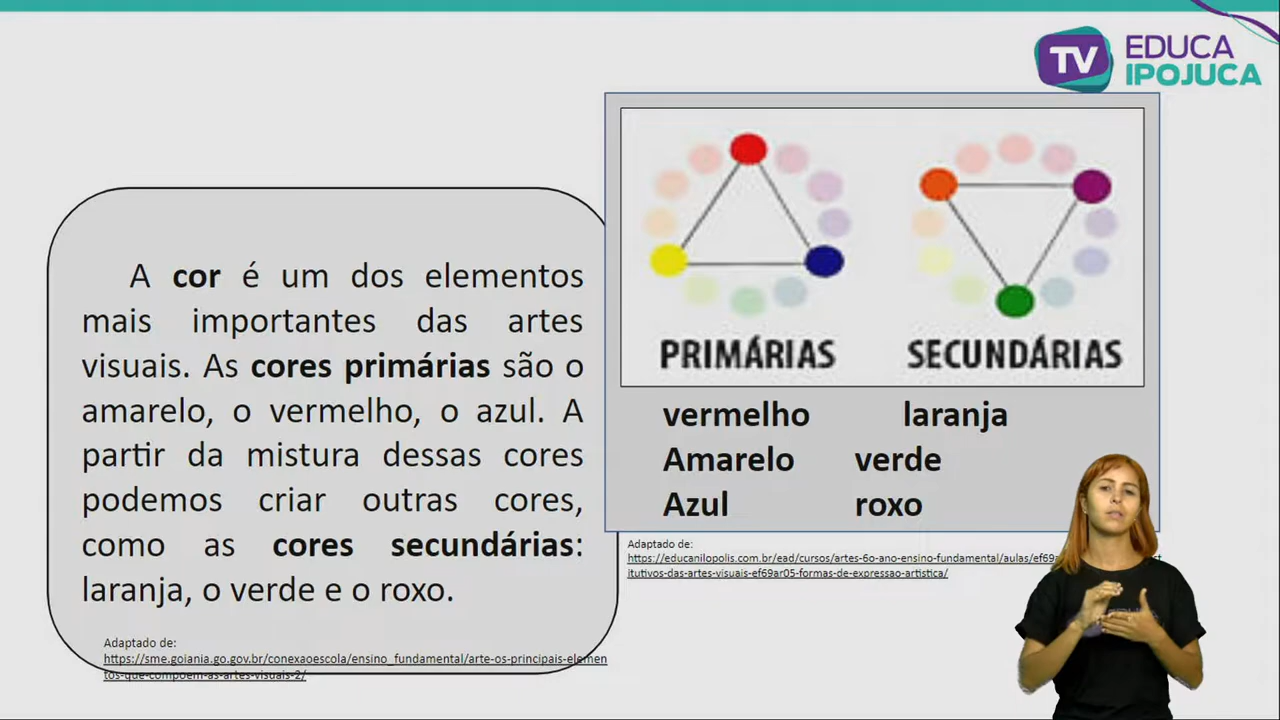 TV EDUCA
IPOJUCA
A cor é um dos elementos
mais importantes das artes
visuais. As cores primárias são o
amarelo, o vermelho, o azul. A
partir da mistura dessas cores
podemos criar outras cores,
como as cores secundárias:
laranja, o verde e o roxo.
Adaptado de:
https://sme.goiania.go.gov.br/conexaoescola/ensino_fundamental/arte-os-principais-elemen
tos-que-compoem-as-artes-visuais-2/
PRIMÁRIAS SECUNDÁRIAS
vermelho laranja
Amarelo verde
Azul roxo
Adaptado de:
https://educanilopolis.com.br/ead/cursos/artes-6o-ano-ensino-fundamental/aulas/ef69
itutivos-das-artes-visuais-ef69ar05-formas-de-expressao-artistica/